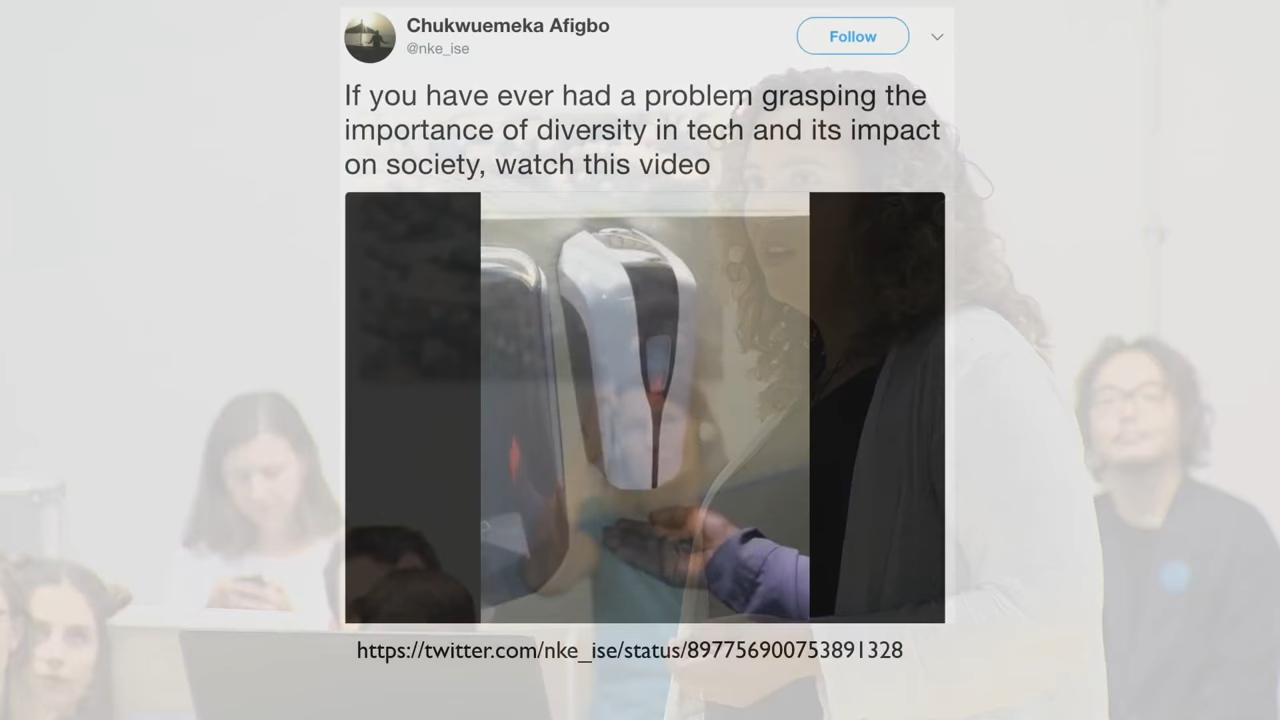 Chukwuemeka Afigbo
@nke_ise
Follow
If you have ever had a problem grasping the
importance of diversity in tech and its impact
on society, watch this video
https://twitter.com/nke_ise/status/897756900753891328